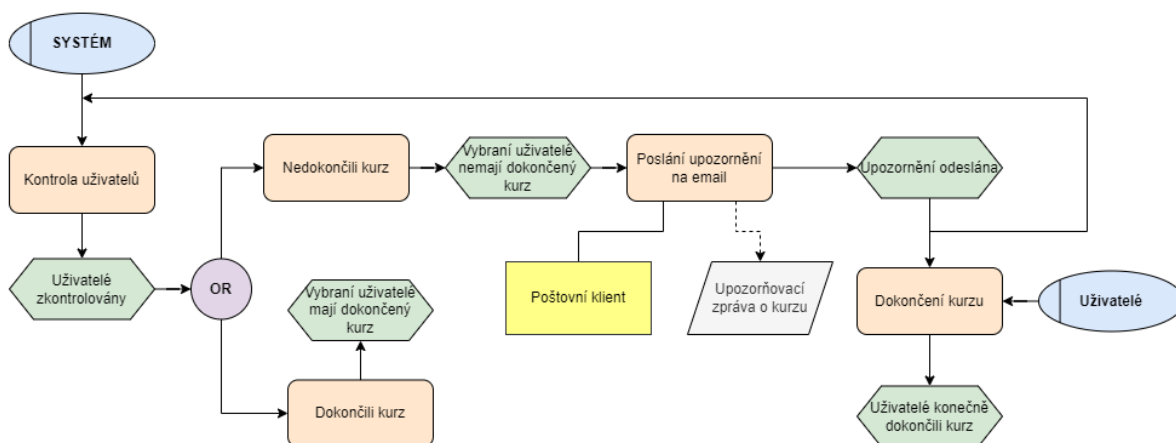 SYSTÉM
Kontrola uživatelů
Uživatelé
zkontrolovány
OR
Nedokončili kurz
Vybraní uživatelé
nemají dokončený
kurz
Poslání upozornění
na email
Upozornění odeslána
Vybraní uživatelé
mají dokončený
kurz
Dokončili kurz
Poštovní klient
Upozorňovací
zpráva o kurzu
Dokončení kurzu
Uživatelé
Uživatelé konečně
dokončili kurz